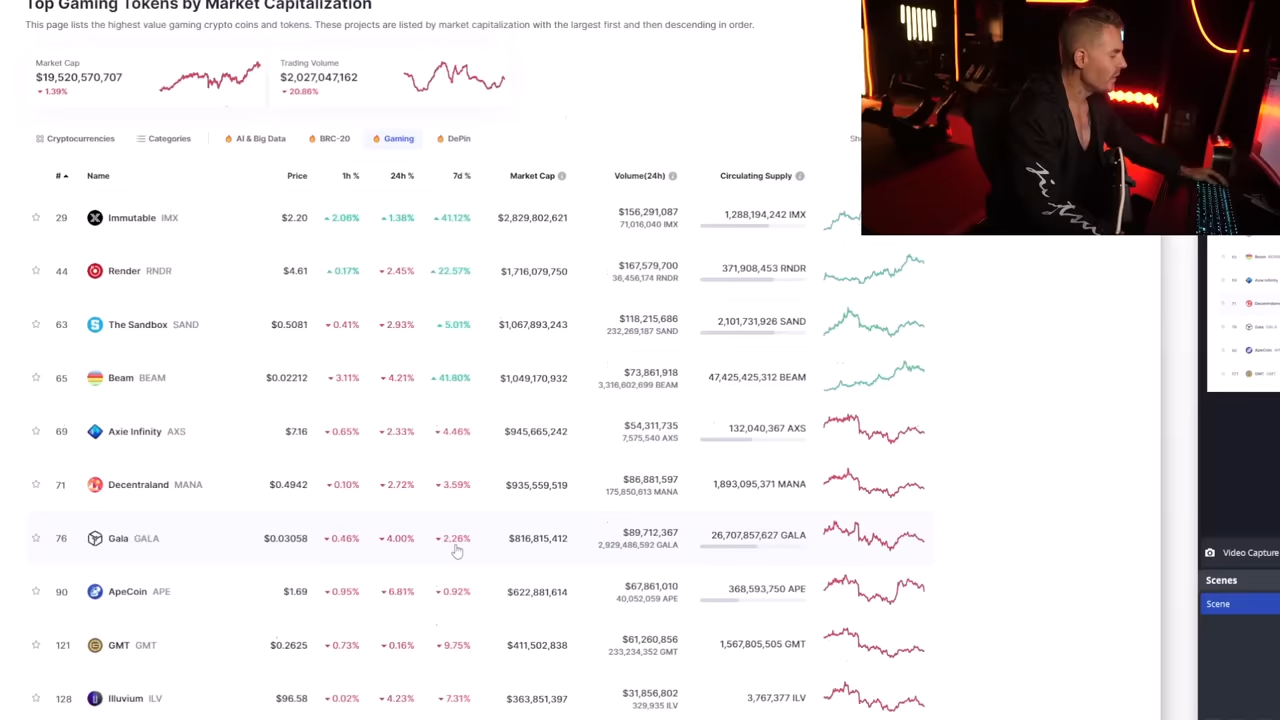 Top Gaming Tokens by Market Capitalization
This page lists the highest value gaming crypto coins and tokens. These projects are listed by market capitalization with the largest first and then descending in order.
Market Cap
$19,520,570,707
1.39%
Trading Volume
$2,027,047,162
20.86%
Cryptocurrencies Categories AI & Big Data BRC-20 Gaming DePin
# Name Price 1h % 24h % 7d % Market Cap Volume(24h) Circulating Supply
29 Immutable IMX $2.20 2.06% 1.38% 41.12% $2,829,802,621 $156,291,087 1,288,194,242 IMX
71,016,040 IMX
44 Render RNDR $4.61 0.17% 2.45% 22.57% $1,716,079,750 $167,579,700 371,908,453 RNDR
36,456,174 RNDR
63 The Sandbox SAND $0.5081 0.41% 2.93% 5.01% $1,067,893,243 $118,215,686 2,101,731,926 SAND
232,269,187 SAND
65 Beam BEAM $0.02212 3.11% 4.21% 41.80% $1,049,170,932 $73,861,918 47,425,425,312 BEAM
3,316,602,699 BEAM
69 Axie Infinity AXS $7.16 0.65% 2.33% 4.46% $945,665,242 $54,311,735 132,040,367 AXS
7,575,540 AXS
71 Decentraland MANA $0.4942 0.10% 2.72% 3.59% $935,559,519 $86,881,597 1,893,095,371 MANA
175,850,613 MANA
76 Gala GALA $0.03058 0.46% 4.00% 2.26% $816,815,412 $89,712,367 26,707,857,627 GALA
2,929,486,592 GALA
90 ApeCoin APE $1.69 0.95% 6.81% 0.92% $622,881,614 $67,861,010 368,593,750 APE
40,052,059 APE
121 GMT GMT $0.2625 0.73% 0.16% 9.75% $411,502,838 $61,260,856 1,567,805,505 GMT
233,234,352 GMT
128 Illuvium ILV $96.58 0.02% 4.23% 7.31% $363,851,397 $31,856,802 3,767,377 ILV
329,935 ILV
Video Capture
Scenes
Scene